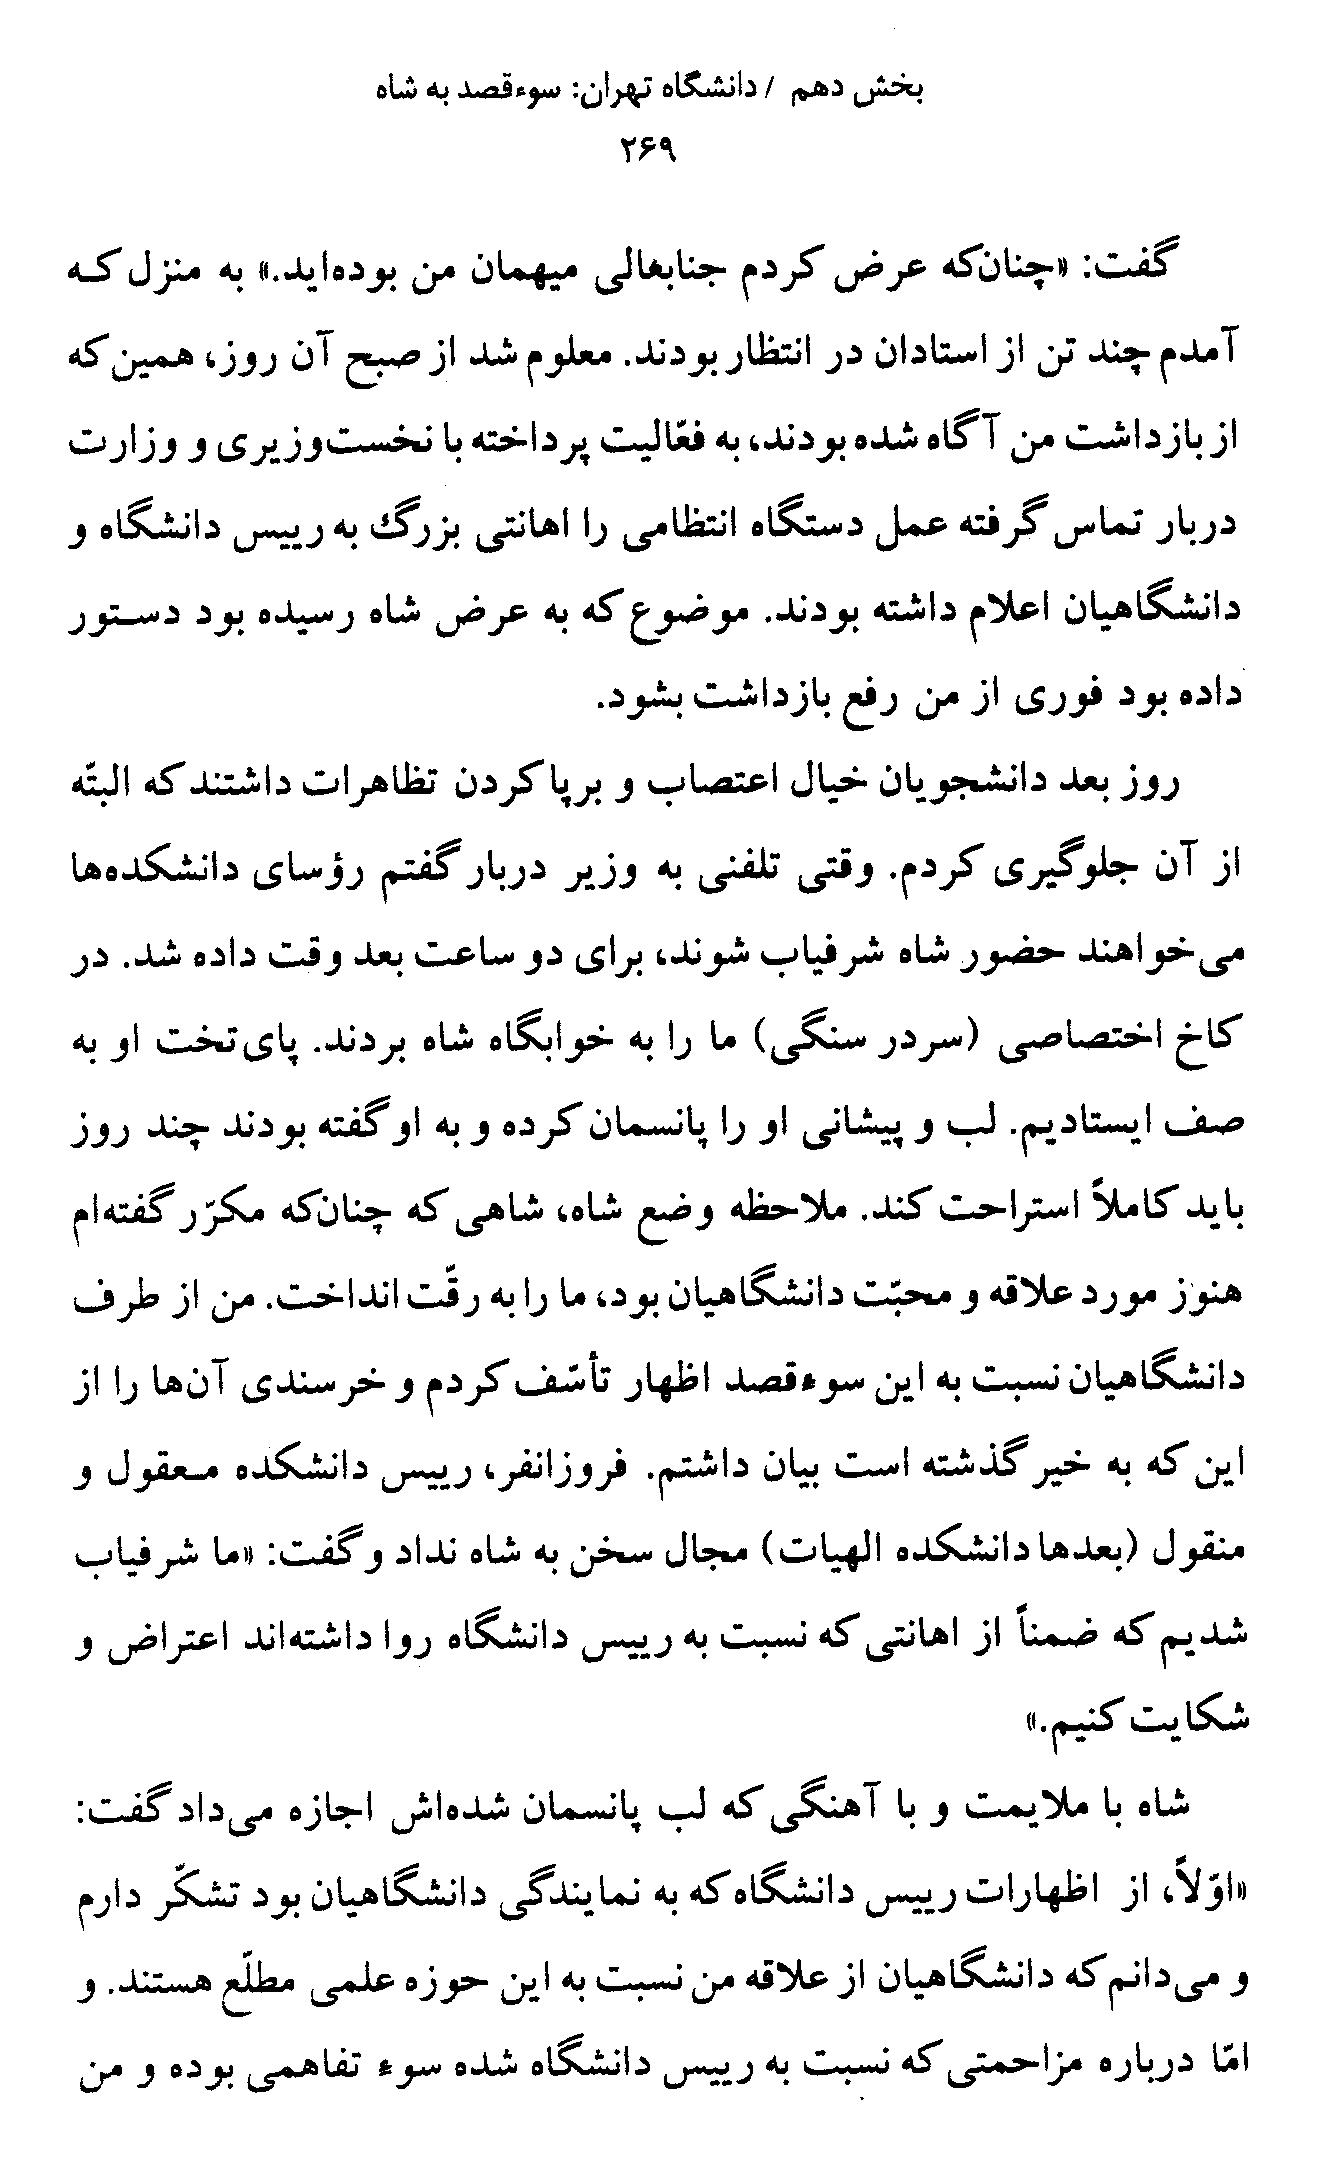 بخش دهم / دانشگاه تهران: سوءقصد به شاه
۲۶۹
گفت: «چنان‌که عرض کردم جنابعالی میهمان من بوده‌اید.» به منزل که
آمدم چند تن از استادان در انتظار بودند. معلوم شد از صبح آن روز، همین که
از بازداشت من آگاه شده بودند، به فعّالیت پرداخته با نخست‌وزیری و وزارت
دربار تماس گرفته عمل دستگاه انتظامی را اهانتی بزرگ به رییس دانشگاه و
دانشگاهیان اعلام داشته بودند. موضوع که به عرض شاه رسیده بود دستور
داده بود فوری از من رفع بازداشت بشود.
روز بعد دانشجویان خیال اعتصاب و برپا کردن تظاهرات داشتند که البتّه
از آن جلوگیری کردم. وقتی تلفنی به وزیر دربار گفتم رؤسای دانشکده‌ها
می‌خواهند حضور شاه شرفیاب شوند، برای دو ساعت بعد وقت داده شد. در
کاخ اختصاصی (سردر سنگی) ما را به خوابگاه شاه بردند. پای‌تخت او به
صف ایستادیم. لب و پیشانی او را پانسمان کرده و به او گفته بودند چند روز
باید کاملاً استراحت کند. ملاحظه وضع شاه، شاهی که چنان‌که مکرّر گفته‌ام
هنوز مورد علاقه و محبّت دانشگاهیان بود، ما را به رقّت انداخت. من از طرف
دانشگاهیان نسبت به این سوءقصد اظهار تأسّف کردم و خرسندی آن‌ها را از
این که به خیر گذشته است بیان داشتم. فروزانفر، رییس دانشکده معقول و
منقول (بعدها دانشکده الهیات) مجال سخن به شاه نداد و گفت: «ما شرفیاب
شدیم که ضمناً از اهانتی که نسبت به رییس دانشگاه روا داشته‌اند اعتراض و
شکایت کنیم.»
شاه با ملایمت و با آهنگی که لب پانسمان شده‌اش اجازه می‌داد گفت:
«اوّلاً، از اظهارات رییس دانشگاه که به نمایندگی دانشگاهیان بود تشکّر دارم
و می‌دانم که دانشگاهیان از علاقه من نسبت به این حوزه علمی مطلّع هستند. و
امّا درباره مزاحمتی که نسبت به رییس دانشگاه شده سوء تفاهمی بوده و من